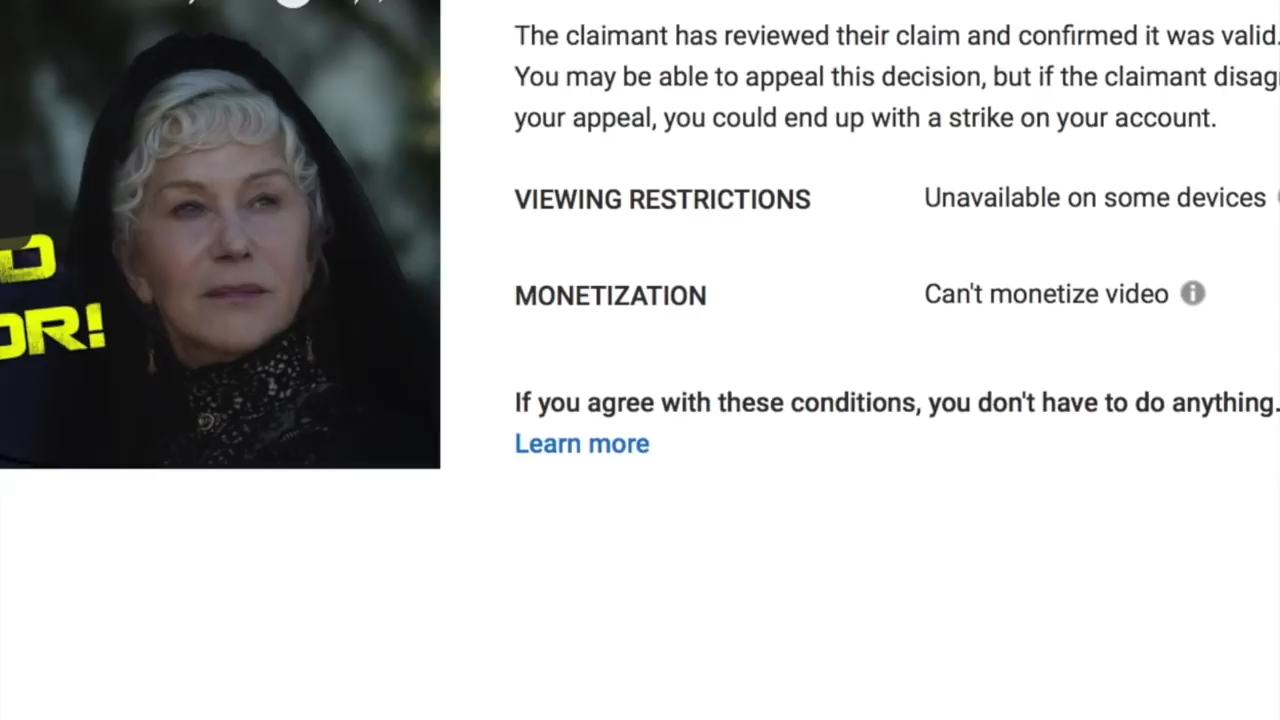 The claimant has reviewed their claim and confirmed it was valid.
You may be able to appeal this decision, but if the claimant
your appeal, you could end up with a strike on your account.
VIEWING RESTRICTIONS Unavailable on some devices
MONETIZATION Can't monetize video
If you agree with these conditions, you don't have to do anything.
Learn more